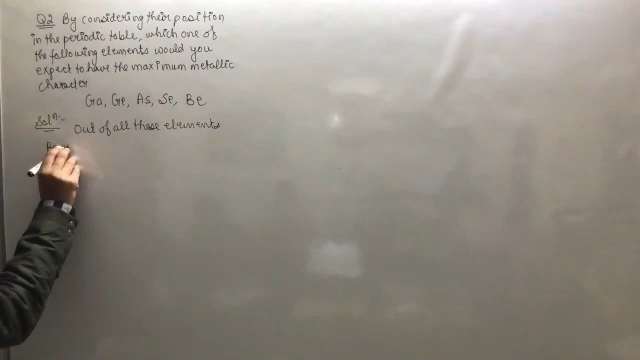 Q2 By considering their position
in the periodic table, which one of
the following elements would you
expect to have the maximum metallic
character
Ga, Ge, As, Se, Be
Solⁿ:- Out of all these elements